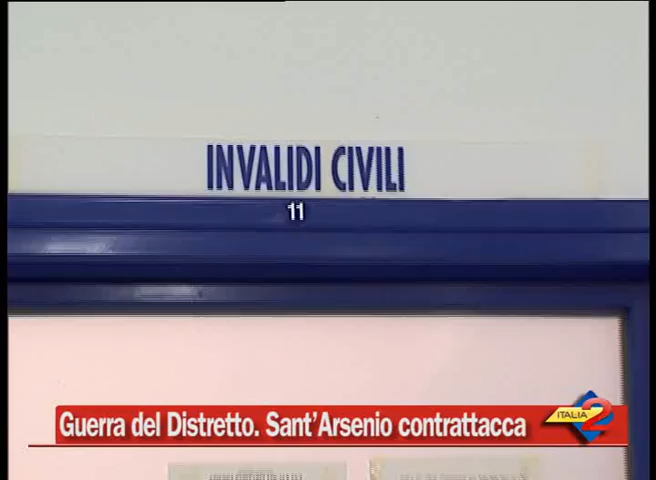 INVALIDI CIVILI
11
Guerra del Distretto. Sant'Arsenio contrattacca
ITALIA 2